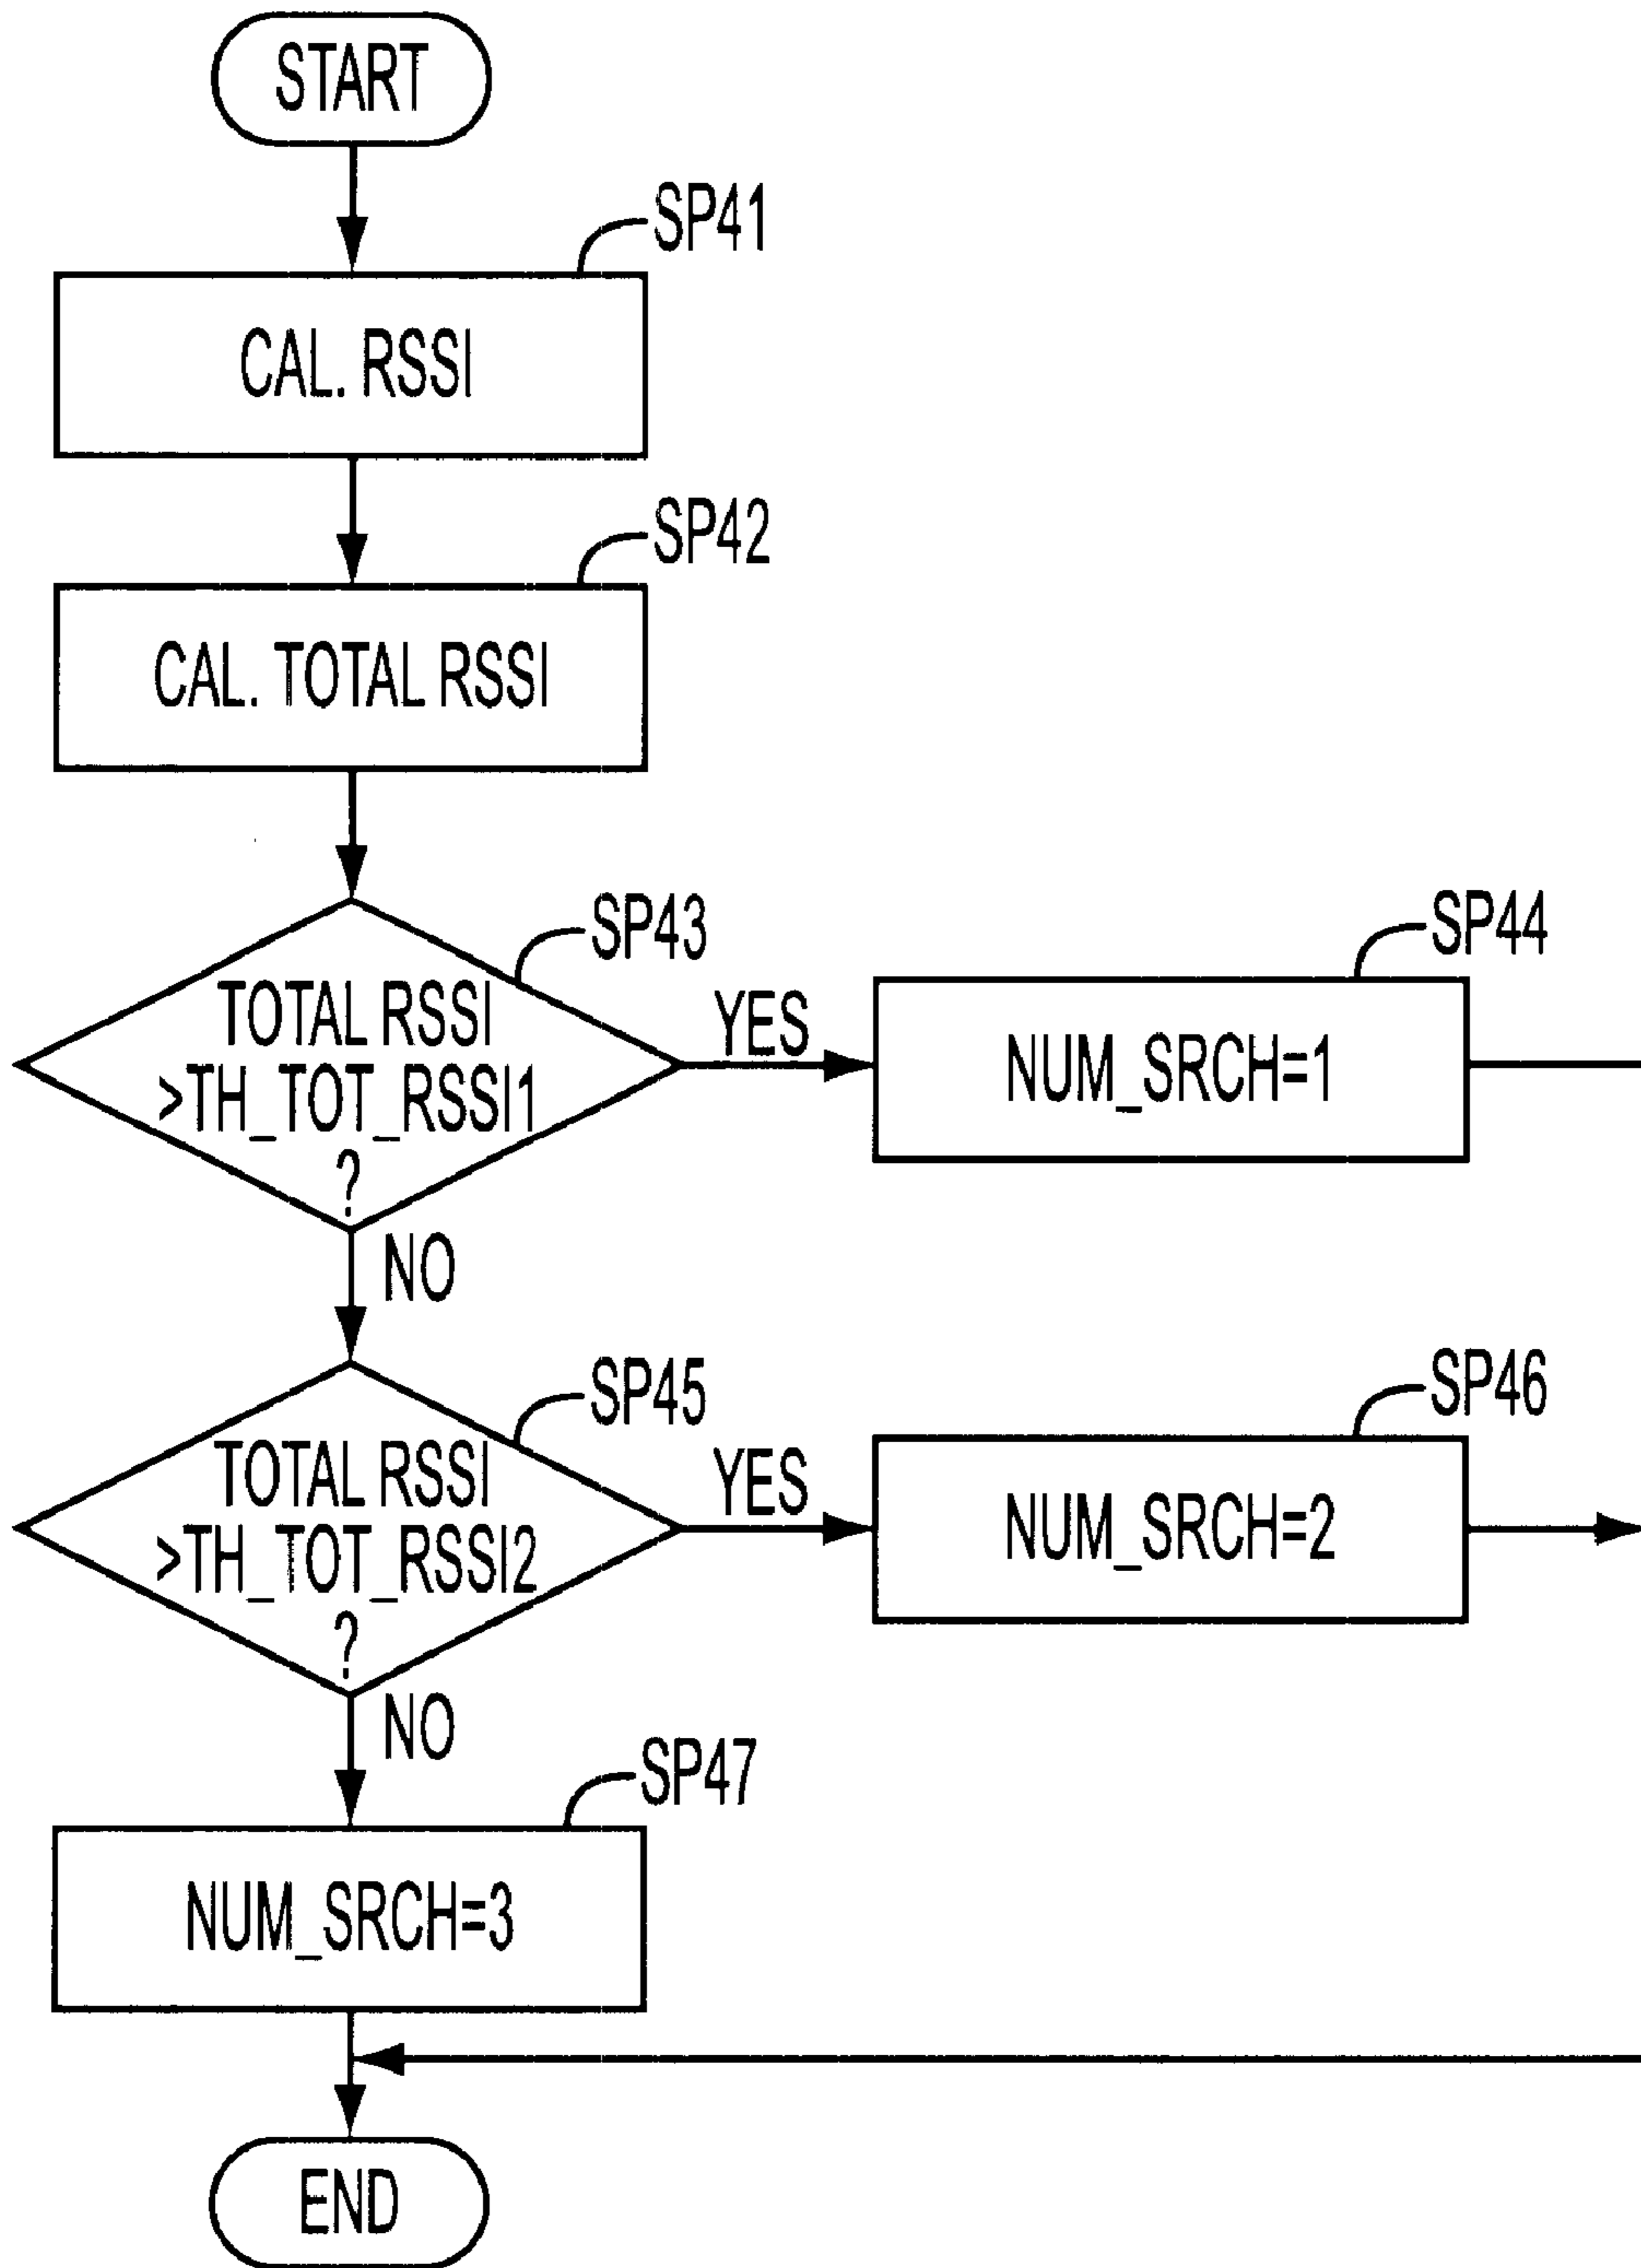 START
SP41
CAL. RSSI
SP42
CAL. TOTAL RSSI
SP43
TOTAL RSSI
>TH_TOT_RSSI1
?
YES
SP44
NUM_SRCH=1
NO
SP45
TOTAL RSSI
>TH_TOT_RSSI2
?
YES
SP46
NUM_SRCH=2
NO
SP47
NUM_SRCH=3
END